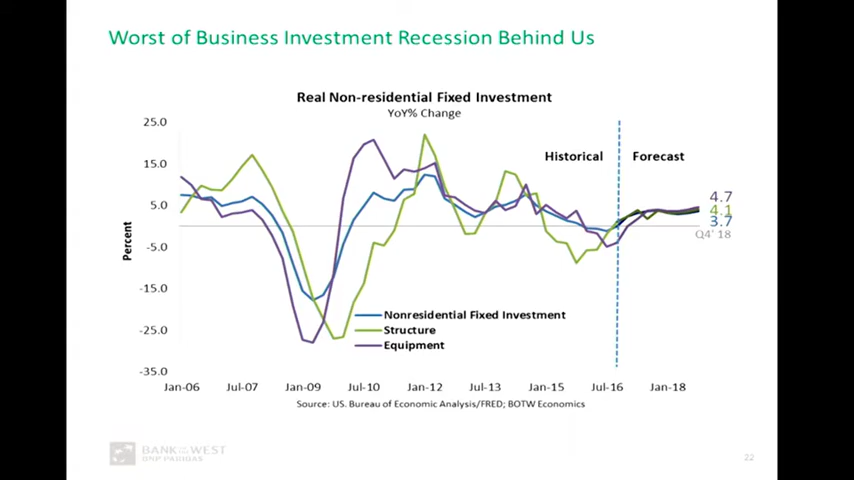 Worst of Business Investment Recession Behind Us
Real Non-residential Fixed Investment
YoY% Change
25.0
15.0
5.0
-5.0
-15.0
-25.0
-35.0
Percent
Historical
Forecast
4.7
4.1
3.7
Q4' 18
Nonresidential Fixed Investment
Structure
Equipment
Jan-06 Jul-07 Jan-09 Jul-10 Jan-12 Jul-13 Jan-15 Jul-16 Jan-18
Source: US. Bureau of Economic Analysis/FRED; BOTW Economics
BANK OF THE WEST
BNP PARIBAS
22